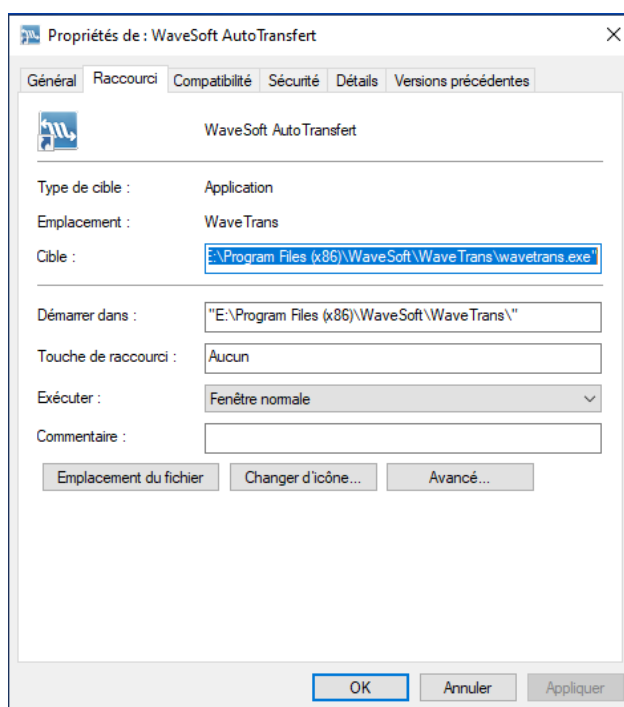 Propriétés de : WaveSoft AutoTransfert
Général Raccourci Compatibilité Sécurité Détails Versions précédentes
WaveSoft AutoTransfert
Type de cible : Application
Emplacement : WaveTrans
Cible : E:\Program Files (x86)\WaveSoft\WaveTrans\wavetrans.exe"
Démarrer dans : "E:\Program Files (x86)\WaveSoft\WaveTrans\"
Touche de raccourci : Aucun
Exécuter : Fenêtre normale
Commentaire :
Emplacement du fichier Changer d'icône... Avancé...
OK Annuler Appliquer